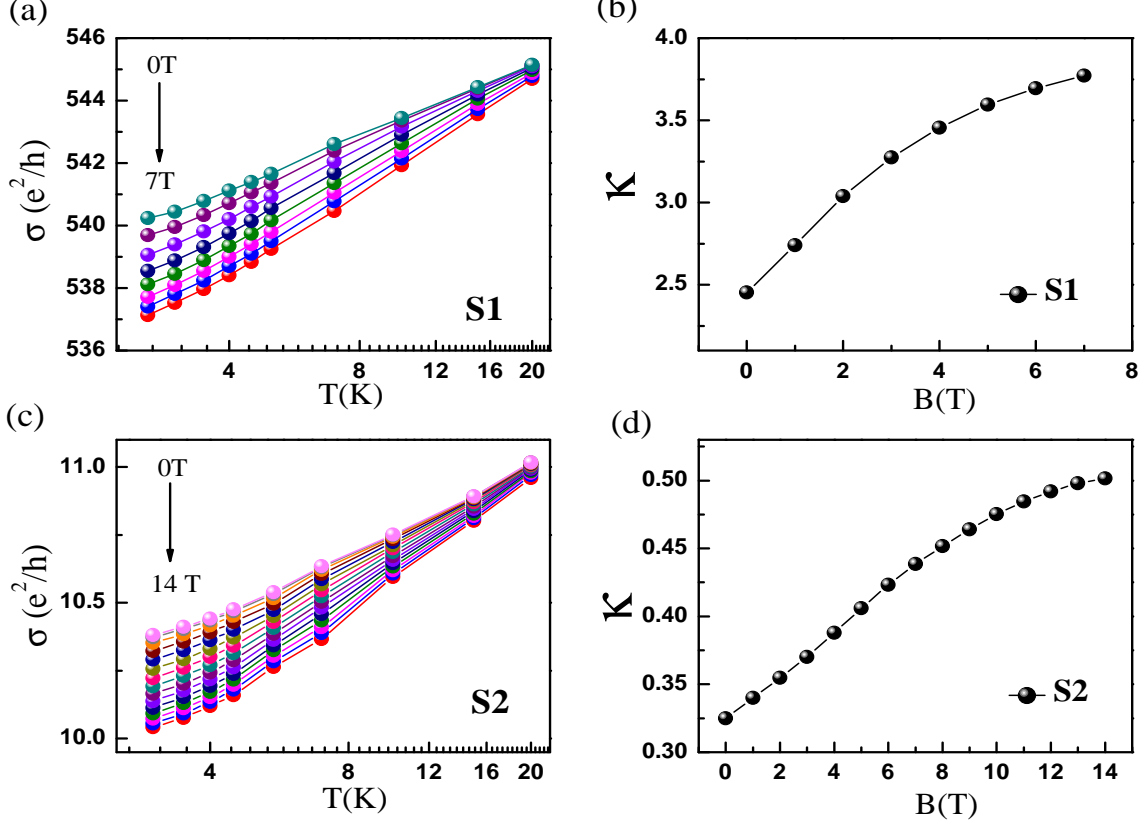 (a)
546
544
542
540
538
536
σ (e²/h)
0T
7T
S1
4 8 12 16 20
T(K)
(b)
4.0
3.5
3.0
2.5
κ
S1
0 2 4 6 8
B(T)
(c)
11.0
10.5
10.0
σ (e²/h)
0T
14 T
S2
4 8 12 16 20
T(K)
(d)
0.50
0.45
0.40
0.35
0.30
κ
S2
0 2 4 6 8 10 12 14
B(T)